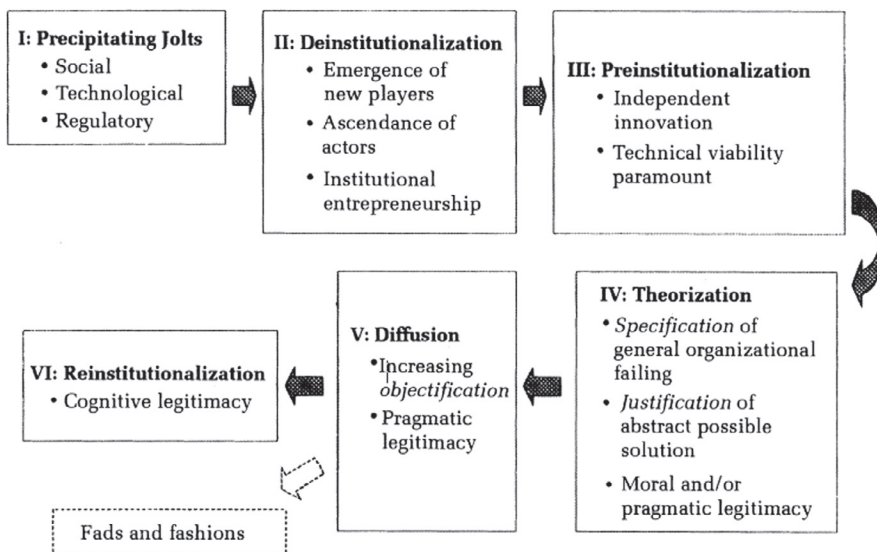 I: Precipitating Jolts
• Social
• Technological
• Regulatory
II: Deinstitutionalization
• Emergence of
new players
• Ascendance of
actors
• Institutional
entrepreneurship
III: Preinstitutionalization
• Independent
innovation
• Technical viability
paramount
IV: Theorization
• Specification of
general organizational
failing
• Justification of
abstract possible
solution
• Moral and/or
pragmatic legitimacy
V: Diffusion
• Increasing
objectification
• Pragmatic
legitimacy
VI: Reinstitutionalization
• Cognitive legitimacy
Fads and fashions